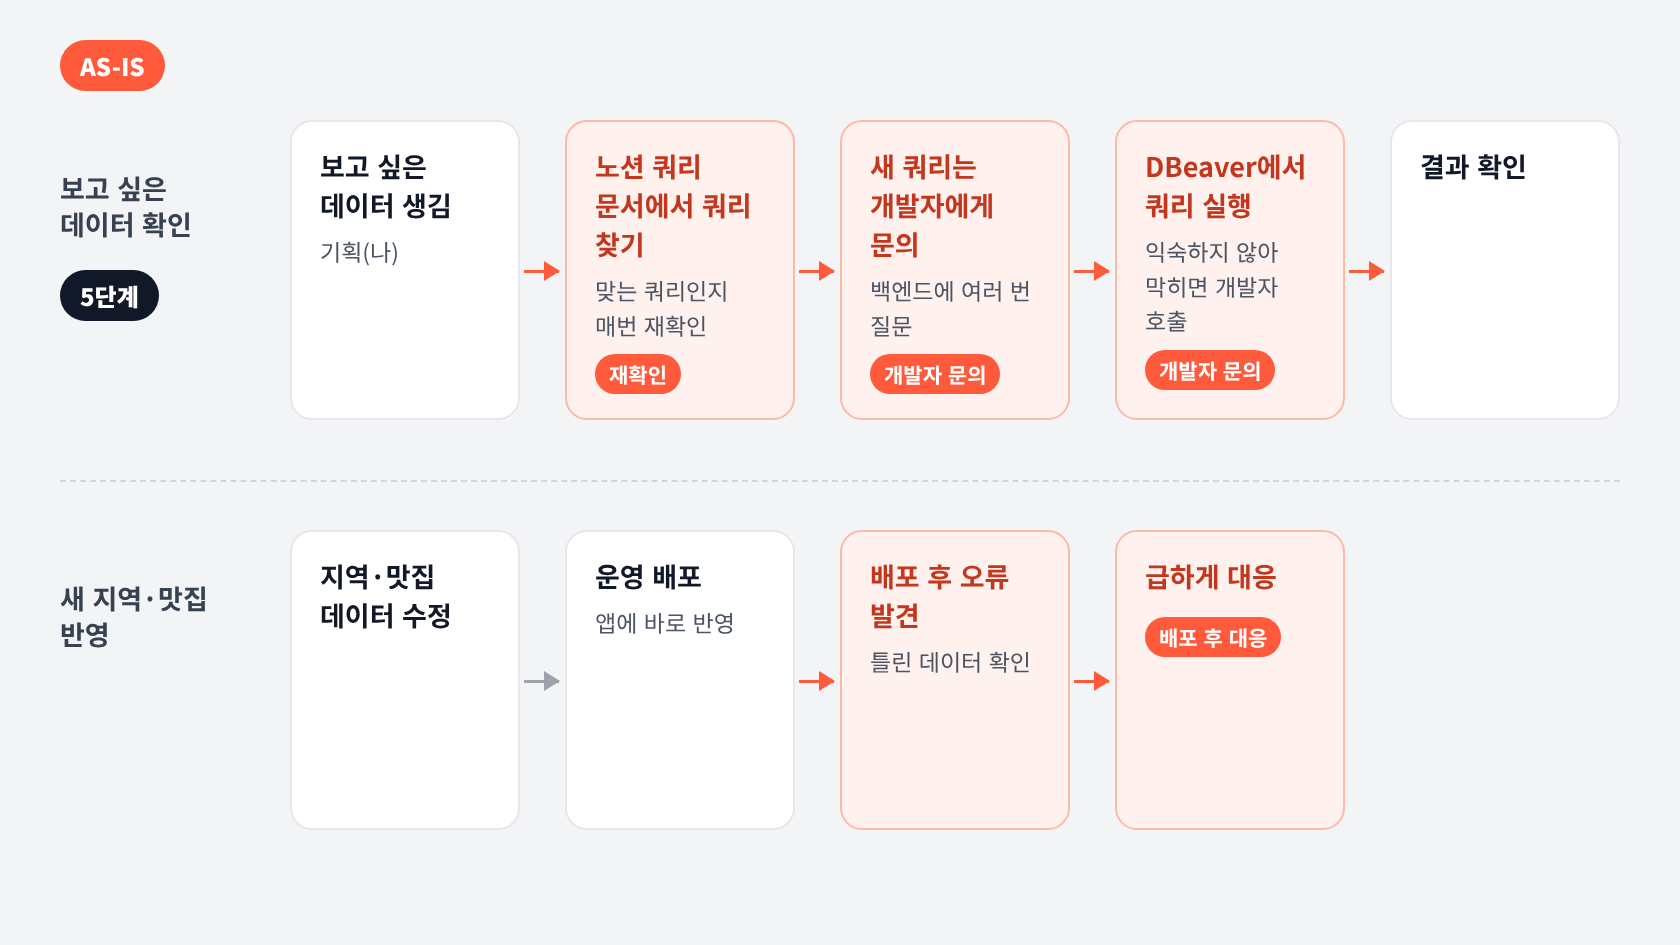 AS-IS
보고 싶은
데이터 확인
5단계
보고 싶은
데이터 생김
기획(나)
노션 쿼리
문서에서 쿼리
찾기
맞는 쿼리인지
매번 재확인
재확인
새 쿼리는
개발자에게
문의
백엔드에 여러 번
질문
개발자 문의
DBeaver에서
쿼리 실행
익숙하지 않아
막히면 개발자
호출
개발자 문의
결과 확인
새 지역·맛집
반영
지역·맛집
데이터 수정
운영 배포
앱에 바로 반영
배포 후 오류
발견
틀린 데이터 확인
급하게 대응
배포 후 대응